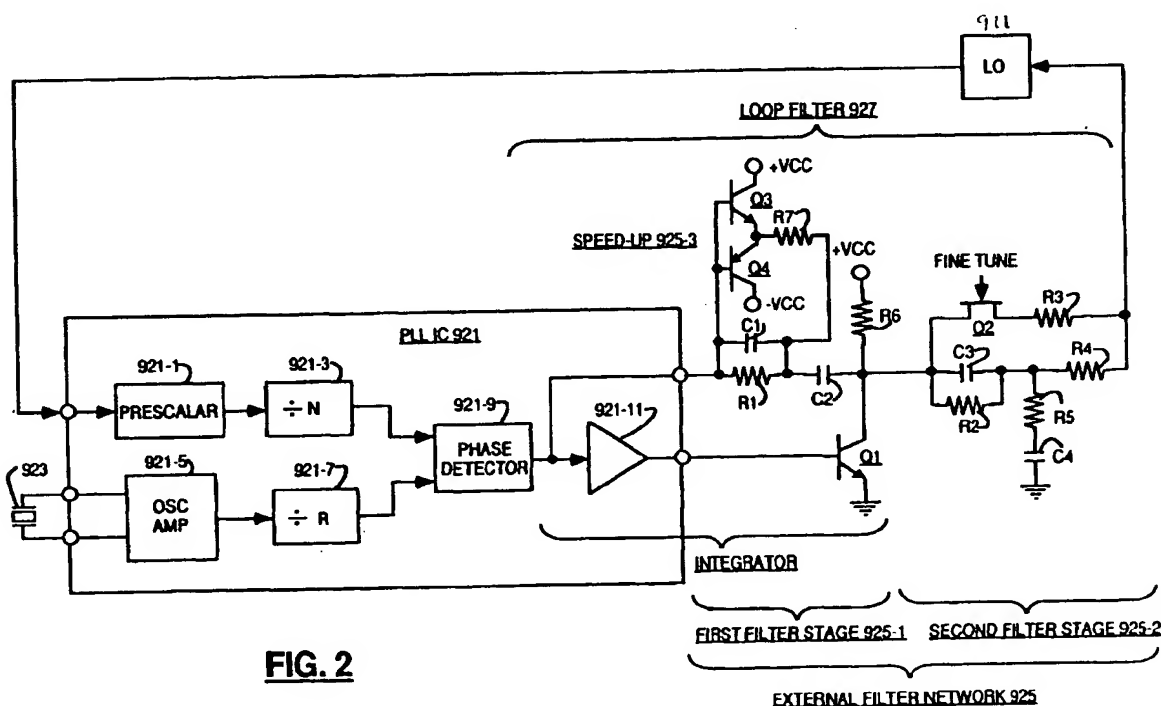 911
LO
LOOP FILTER 927
+VCC
Q3
R7
SPEED-UP 925-3
+VCC
Q4
FINE TUNE
-VCC
R3
R6
Q2
PLL IC 921
C1
C3
R4
921-1
921-3
PRESCALAR
÷ N
921-9
921-11
R1
C2
R2
R5
PHASE
DETECTOR
Q1
C4
923
921-5
921-7
OSC
AMP
÷ R
INTEGRATOR
FIRST FILTER STAGE 925-1
SECOND FILTER STAGE 925-2
FIG. 2
EXTERNAL FILTER NETWORK 925